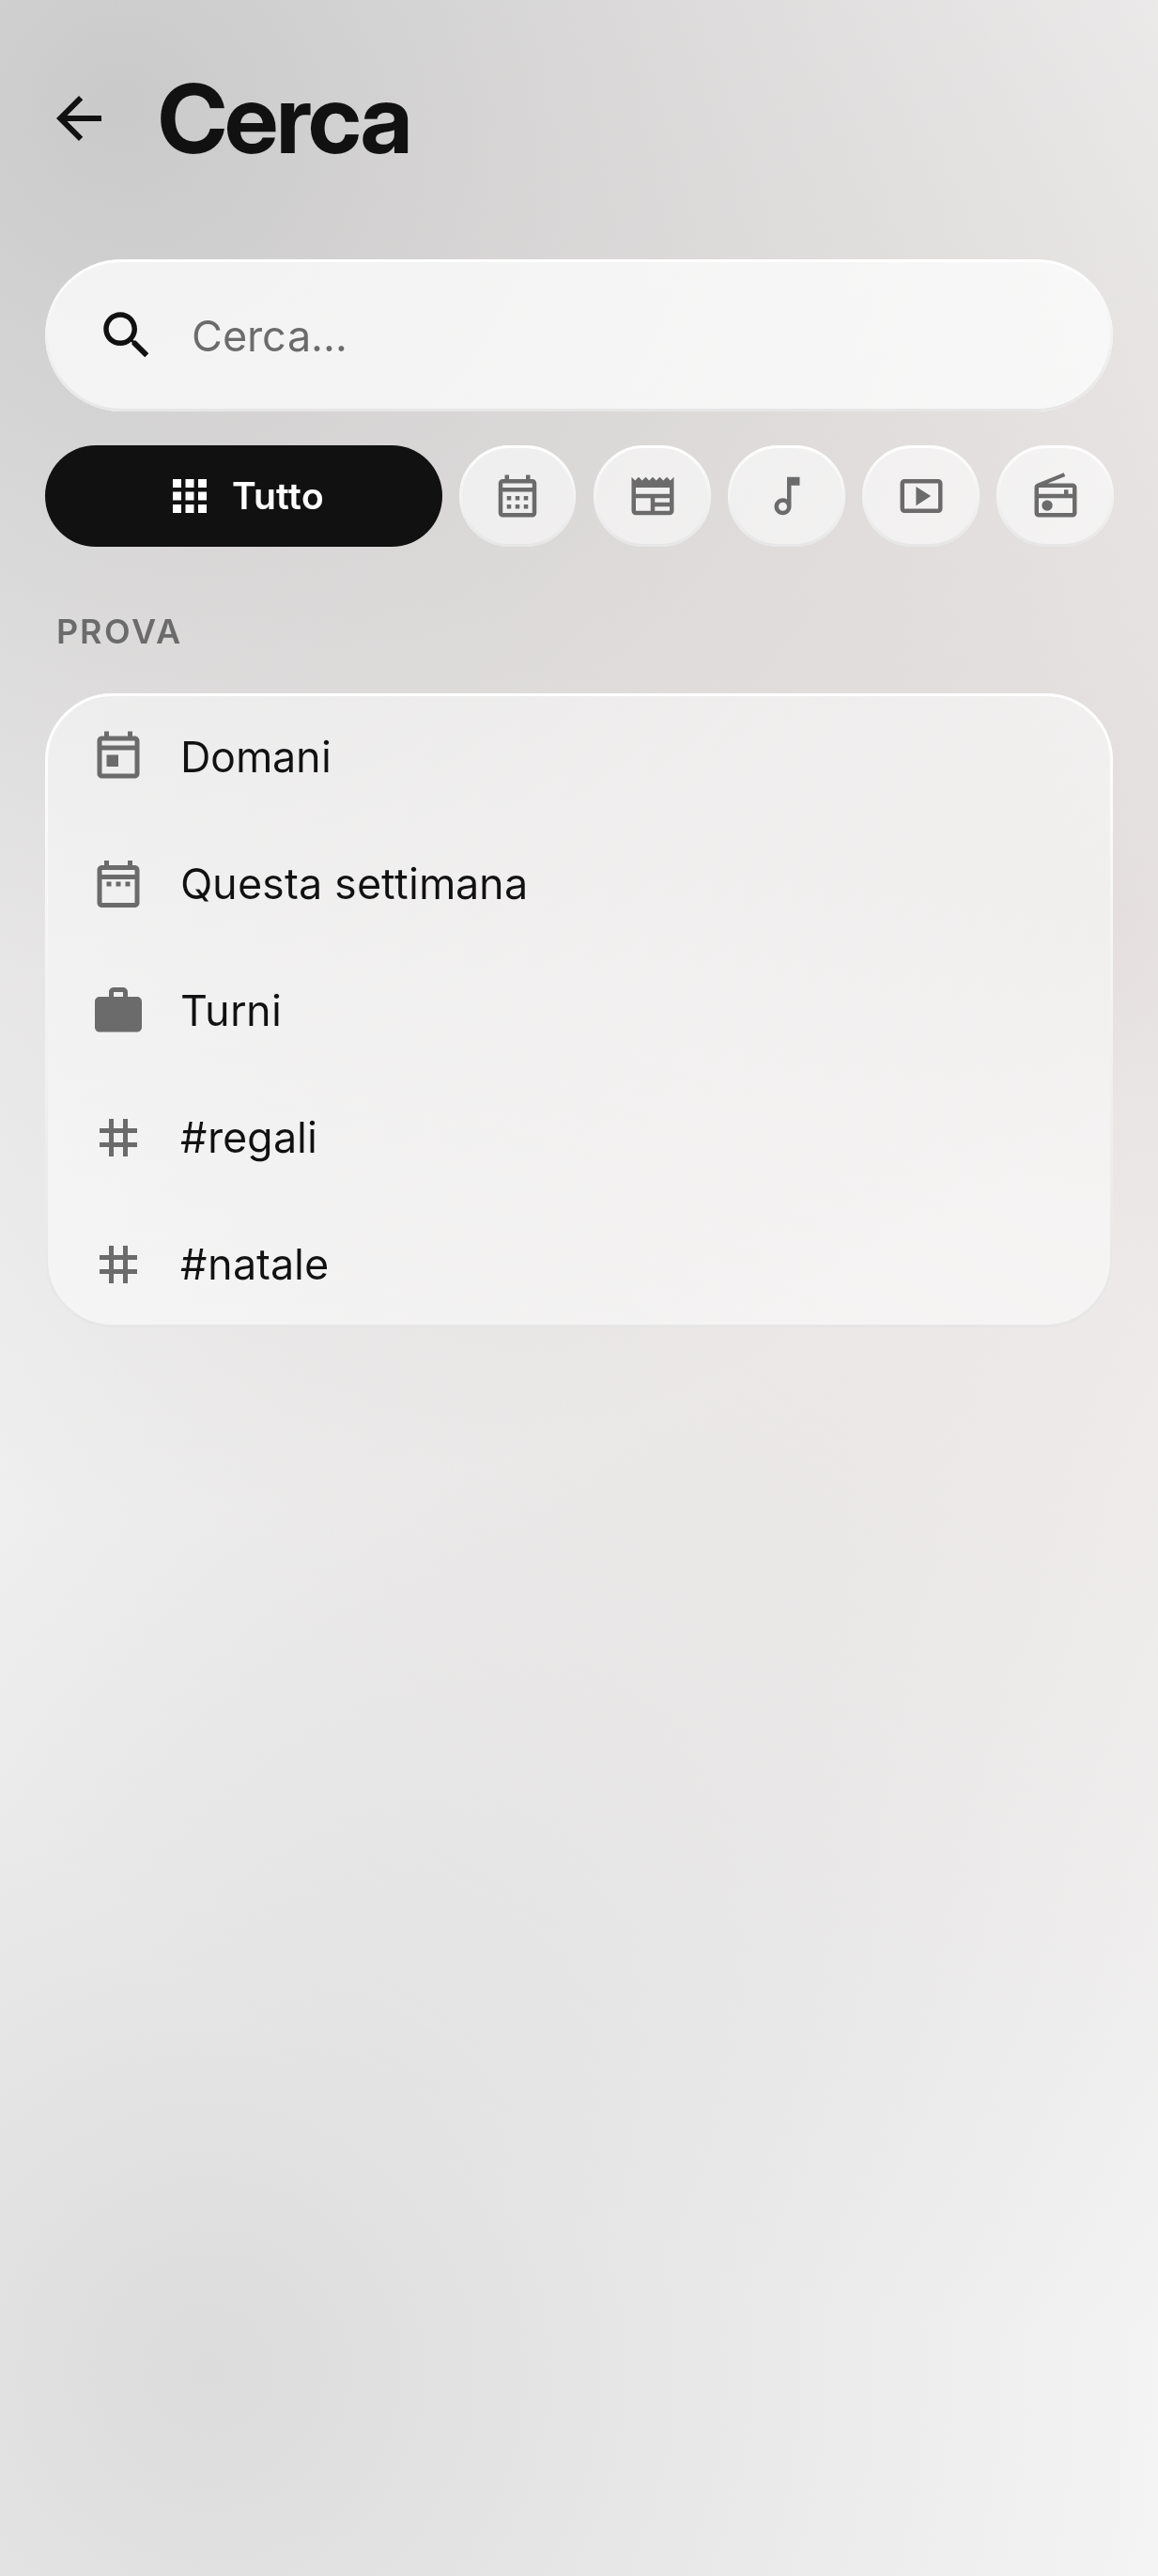 Cerca
Cerca...
Tutto
PROVA
Domani
Questa settimana
Turni
#regali
#natale